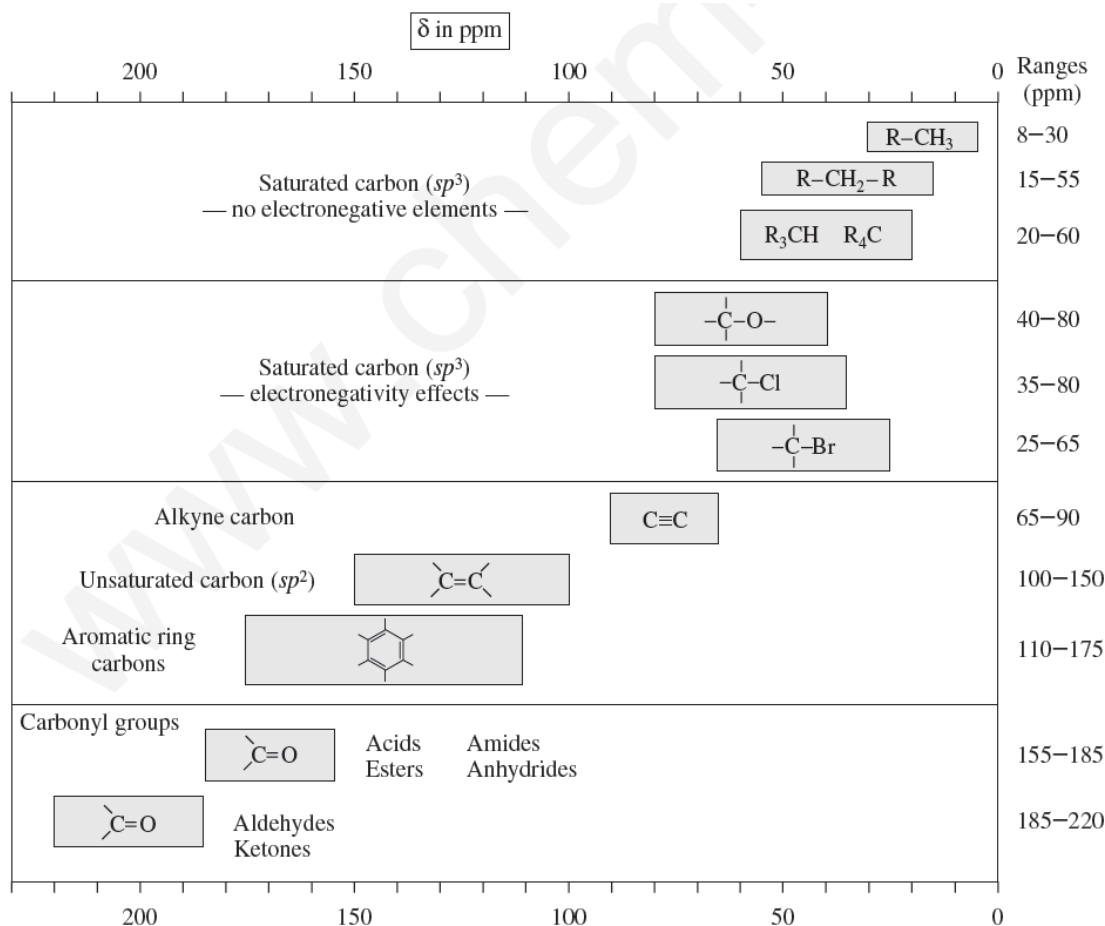 δ in ppm
200 150 100 50 0 Ranges
(ppm)
R–CH₃ 8–30
Saturated carbon (sp³)
— no electronegative elements —
R–CH₂–R 15–55
R₃CH R₄C 20–60
–C–O– 40–80
Saturated carbon (sp³)
— electronegativity effects —
–C–Cl 35–80
–C–Br 25–65
Alkyne carbon C≡C 65–90
Unsaturated carbon (sp²) C=C 100–150
Aromatic ring
carbons
110–175
Carbonyl groups
C=O Acids Amides 155–185
Esters Anhydrides
C=O Aldehydes 185–220
Ketones
200 150 100 50 0
www.chem